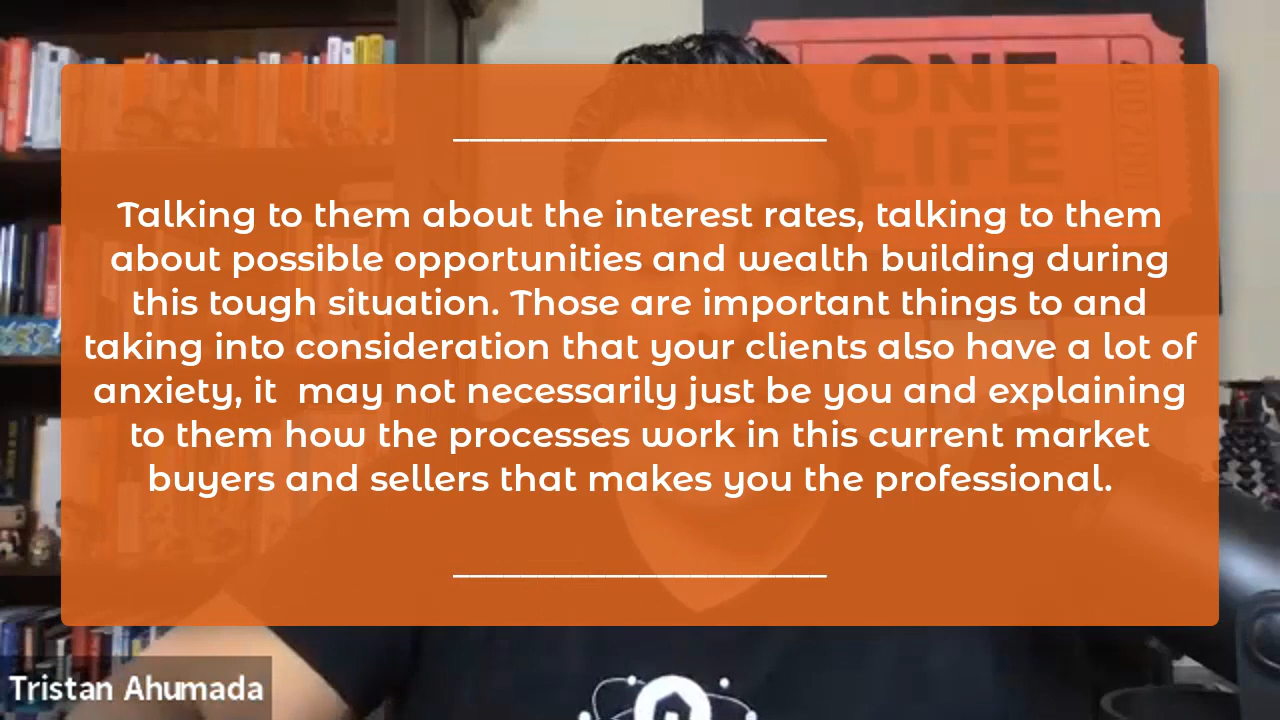 ONE
LIFE
Talking to them about the interest rates, talking to them
about possible opportunities and wealth building during
this tough situation. Those are important things to and
taking into consideration that your clients also have a lot of
anxiety, it  may not necessarily just be you and explaining
to them how the processes work in this current market
buyers and sellers that makes you the professional.
Tristan Ahumada